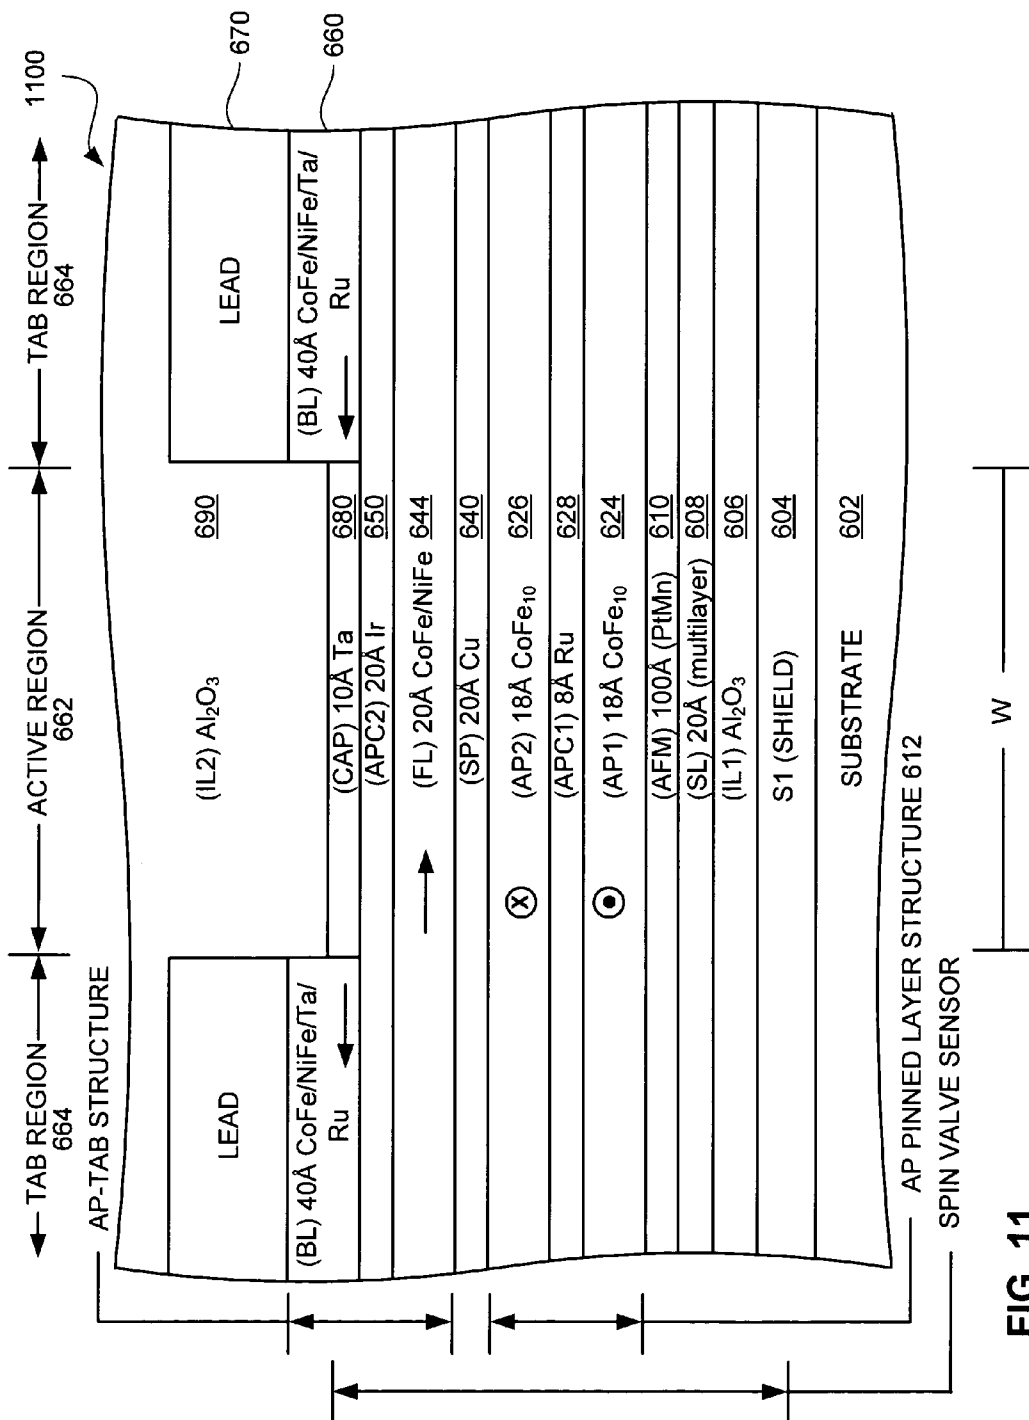 1100
TAB REGION
664
ACTIVE REGION
662
TAB REGION
664
AP-TAB STRUCTURE
670
660
LEAD
(IL2) Al₂O₃ 690
LEAD
(BL) 40Å CoFe/NiFe/Ta/
Ru
(BL) 40Å CoFe/NiFe/Ta/
Ru
(CAP) 10Å Ta 680
(APC2) 20Å Ir 650
(FL) 20Å CoFe/NiFe 644
(SP) 20Å Cu 640
(AP2) 18Å CoFe₁₀ 626
(APC1) 8Å Ru 628
(AP1) 18Å CoFe₁₀ 624
(AFM) 100Å (PtMn) 610
(SL) 20Å (multilayer) 608
(IL1) Al₂O₃ 606
S1 (SHIELD) 604
SUBSTRATE 602
X
AP PINNED LAYER STRUCTURE 612
SPIN VALVE SENSOR
W
FIG. 11